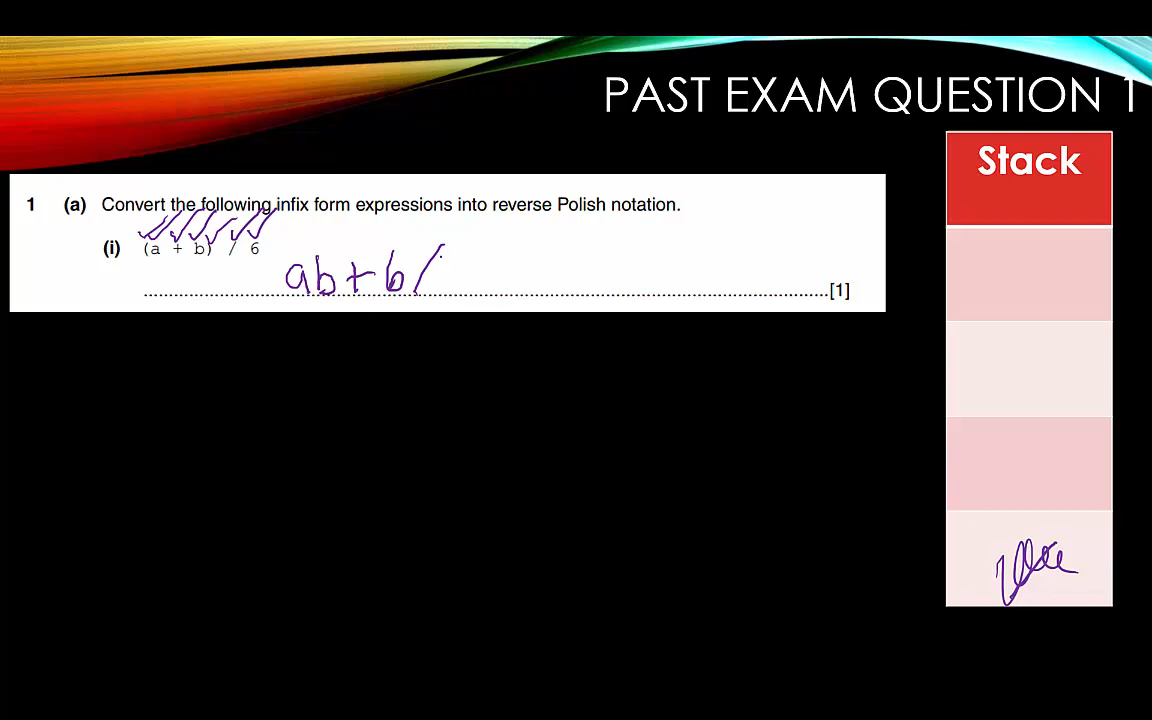 PAST EXAM QUESTION 1
Stack
1 (a) Convert the following infix form expressions into reverse Polish notation.
(i) (a + b) / 6
ab+6/
[1]